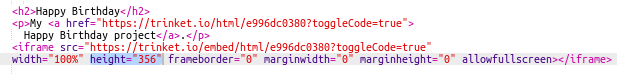 <h2>Happy Birthday</h2>
<p>My <a href="https://trinket.io/html/e996dc0380?toggleCode=true">
Happy Birthday project</a>.</p>
<iframe src="https://trinket.io/embed/html/e996dc0380?toggleCode=true"
width="100%" height="356" frameborder="0" marginwidth="0" marginheight="0" allowfullscreen></iframe>